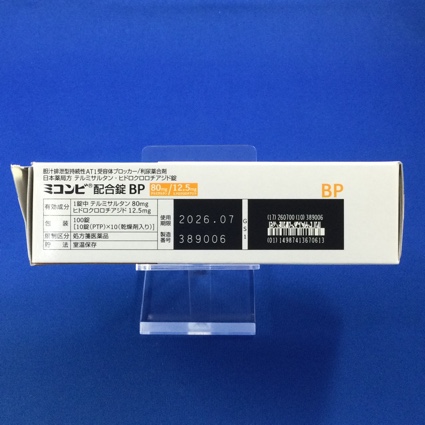 胆汁排泄型持続性AT1受容体ブロッカー/利尿薬合剤
日本薬局方 テルミサルタン・ヒドロクロロチアジド錠
ミコンビ®配合錠BP 80mg/12.5mg
BP
有効成分 1錠中 テルミサルタン 80mg
ヒドロクロロチアジド 12.5mg
包装 100錠
[10錠(PTP)×10(乾燥剤入り)]
規制区分 処方箋医薬品
貯法 室温保存
使用期限 2026.07
製造番号 389006
(17)260700(10)389006
(01)14987413670613